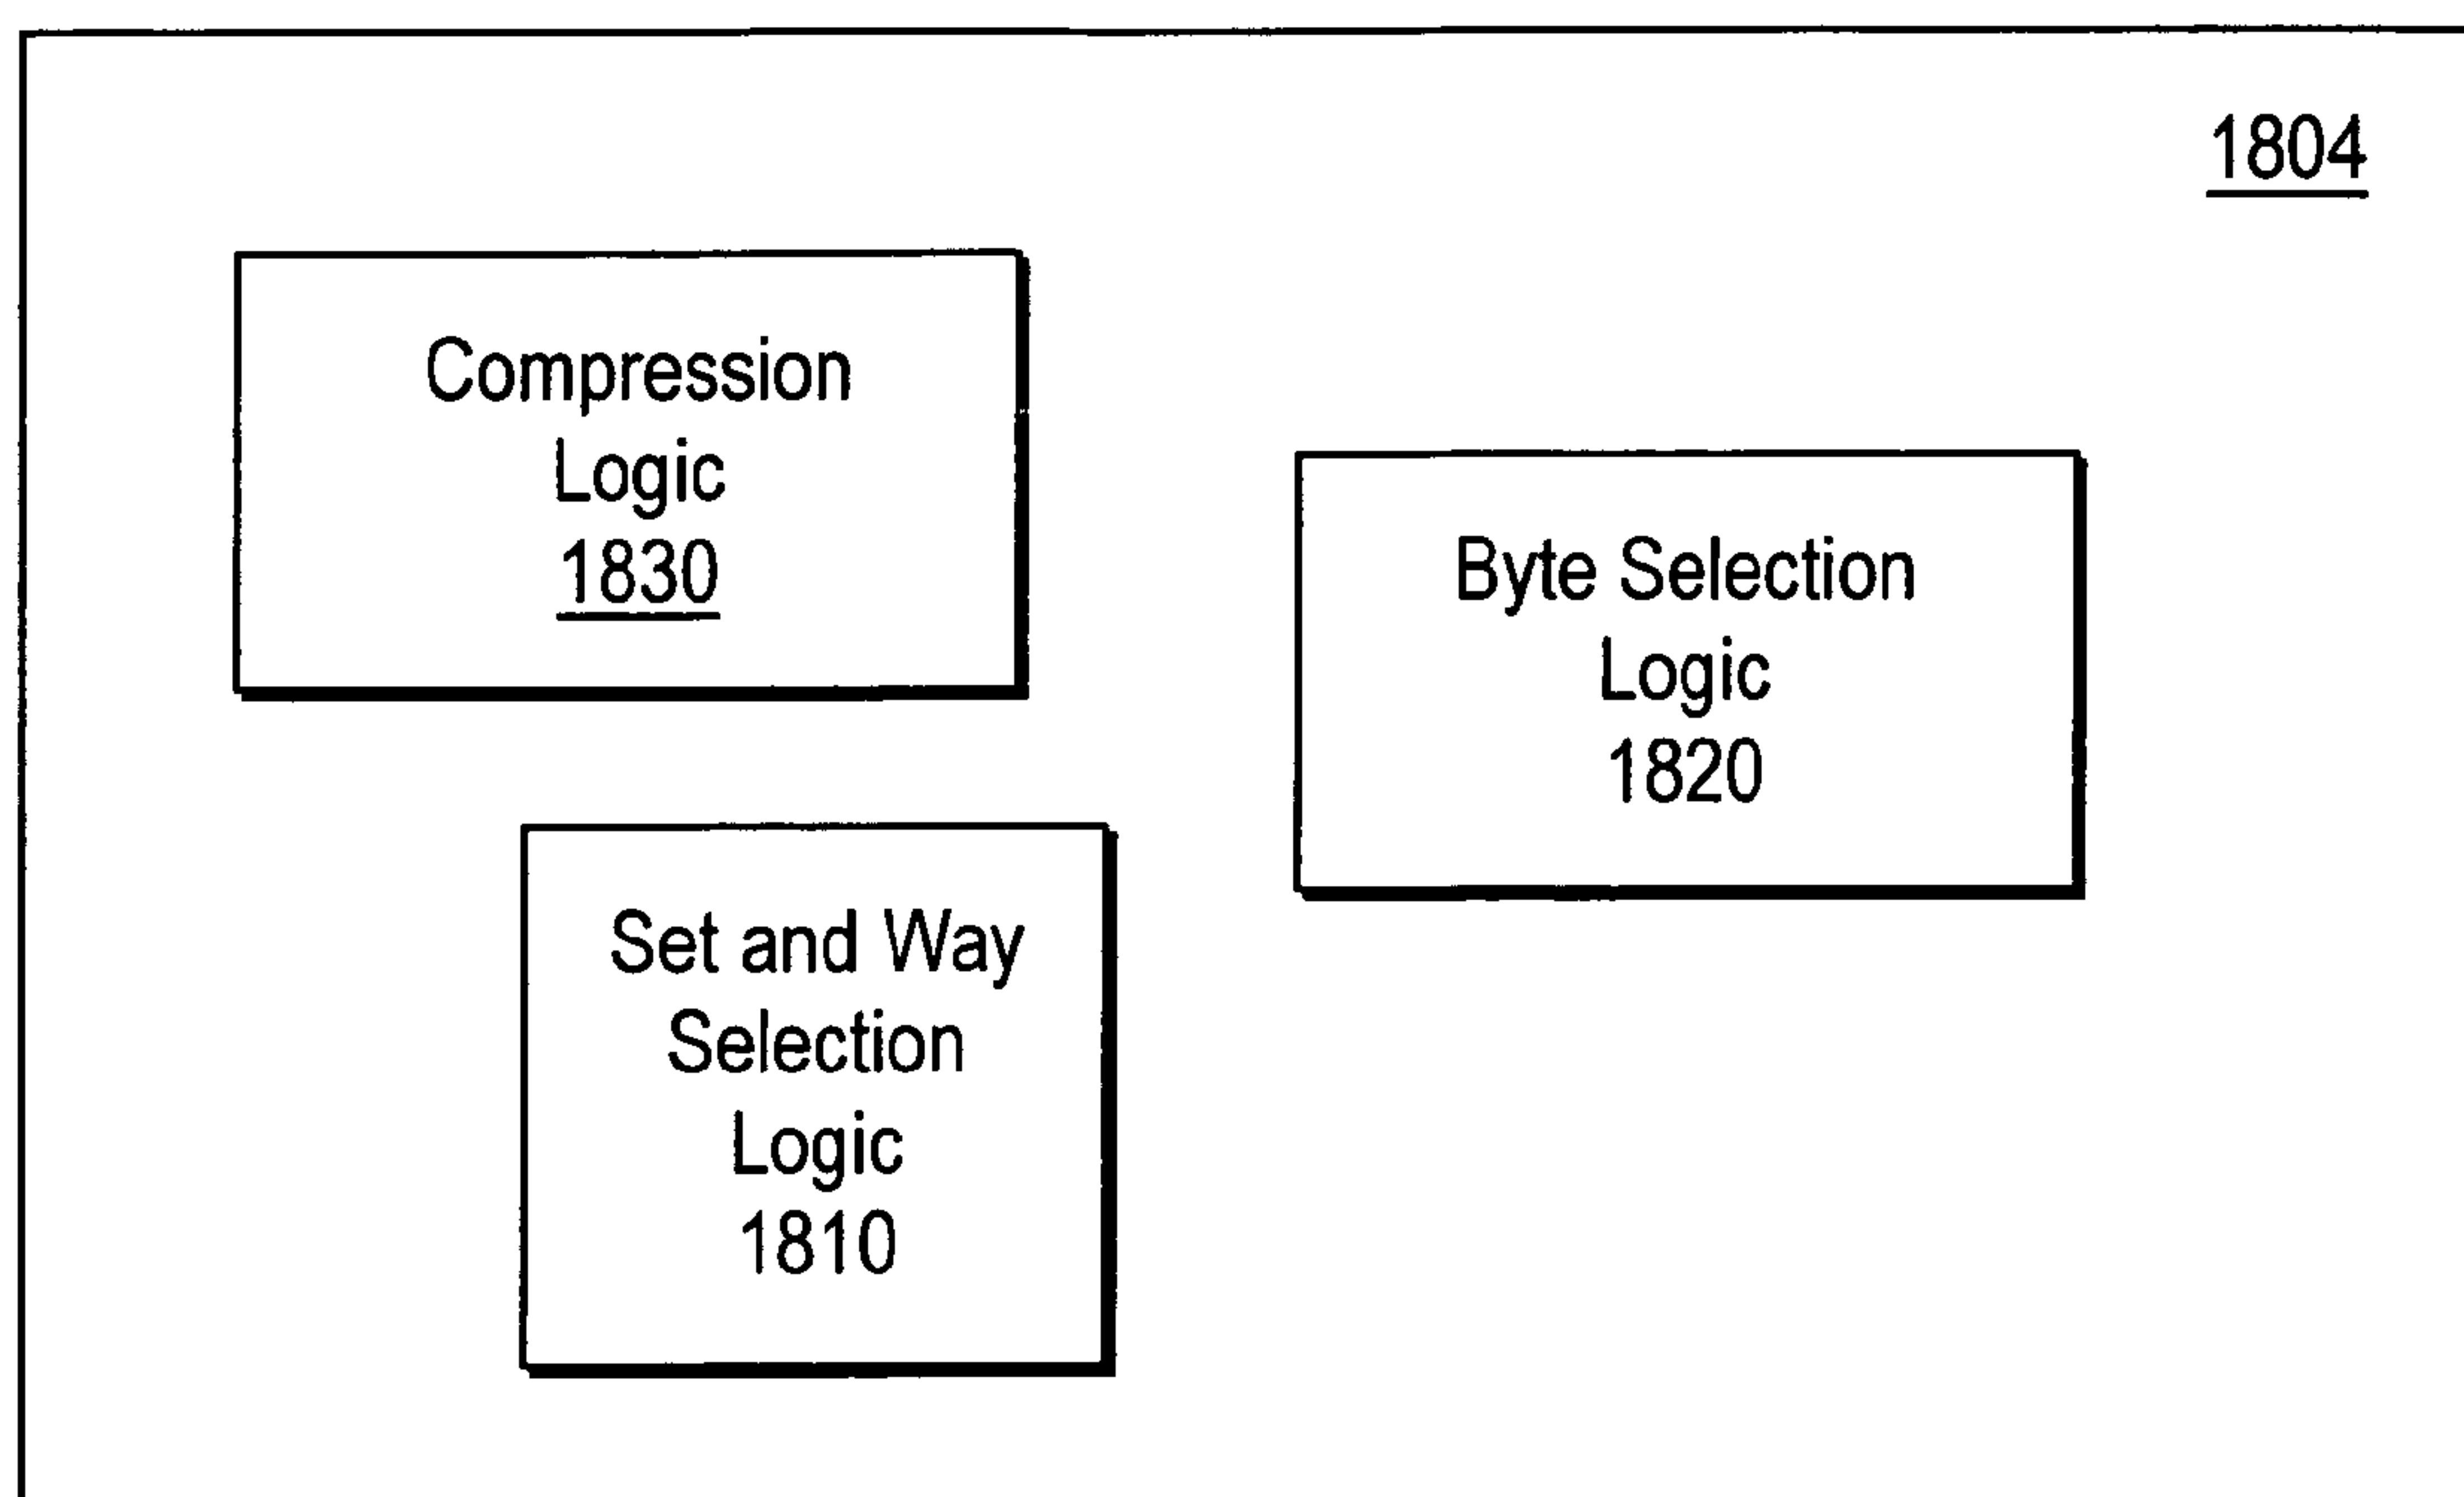 1804
Compression
Logic
1830
Byte Selection
Logic
1820
Set and Way
Selection
Logic
1810